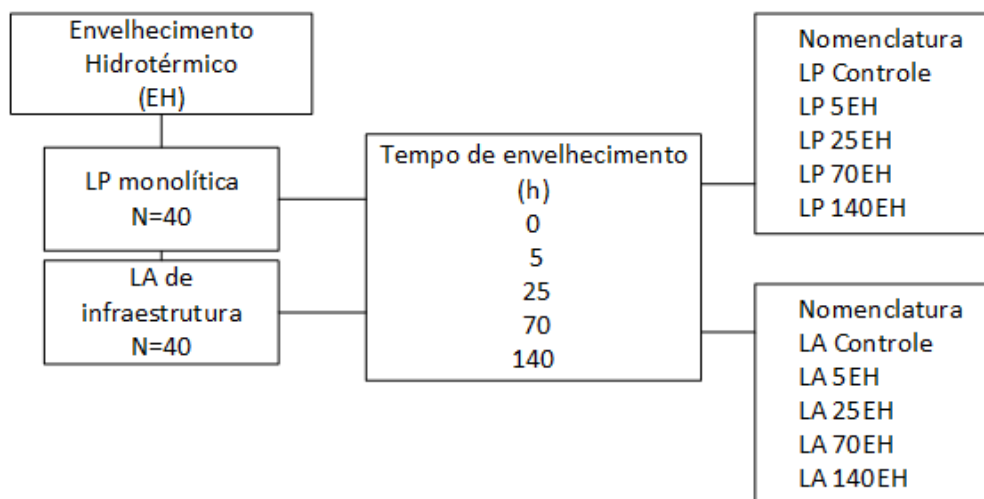 Envelhecimento
Hidrotérmico
(EH)
LP monolítica
N=40
LA de
infraestrutura
N=40
Tempo de envelhecimento
(h)
0
5
25
70
140
Nomenclatura
LP Controle
LP 5EH
LP 25EH
LP 70EH
LP 140EH
Nomenclatura
LA Controle
LA 5EH
LA 25EH
LA 70EH
LA 140EH